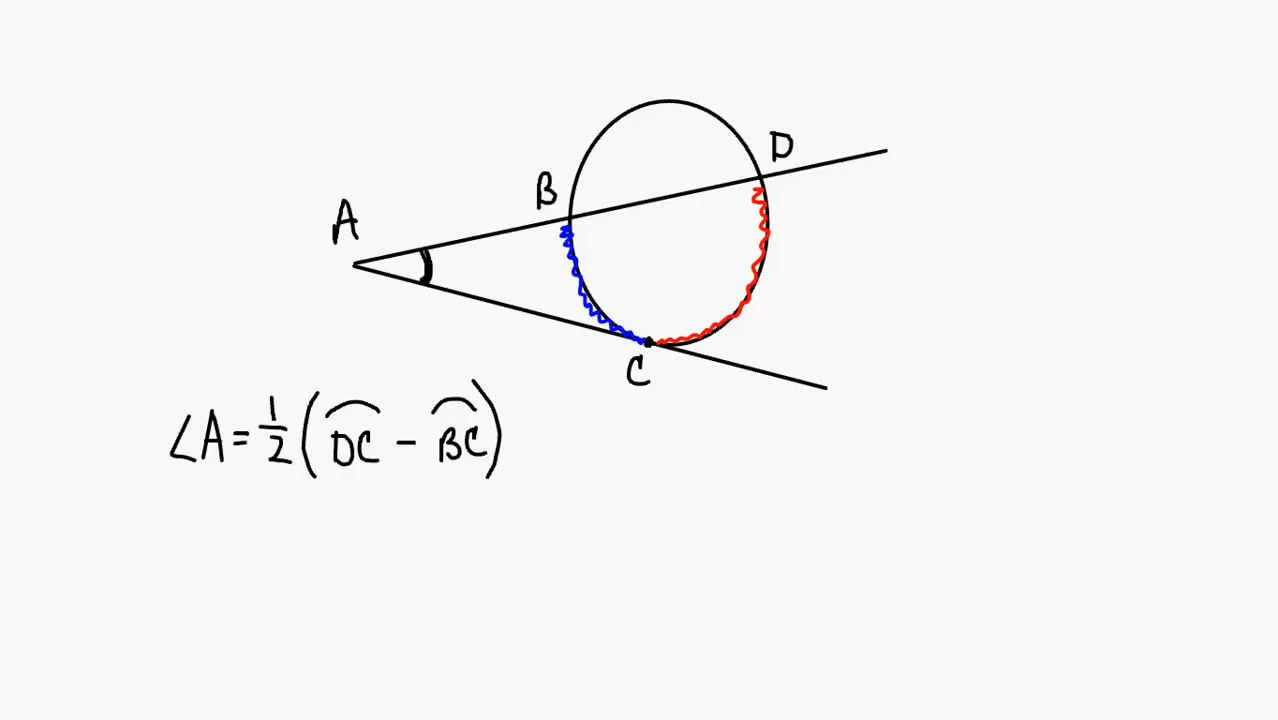 D
B
A
C
∠A = 1/2 (⌒DC - ⌒BC)